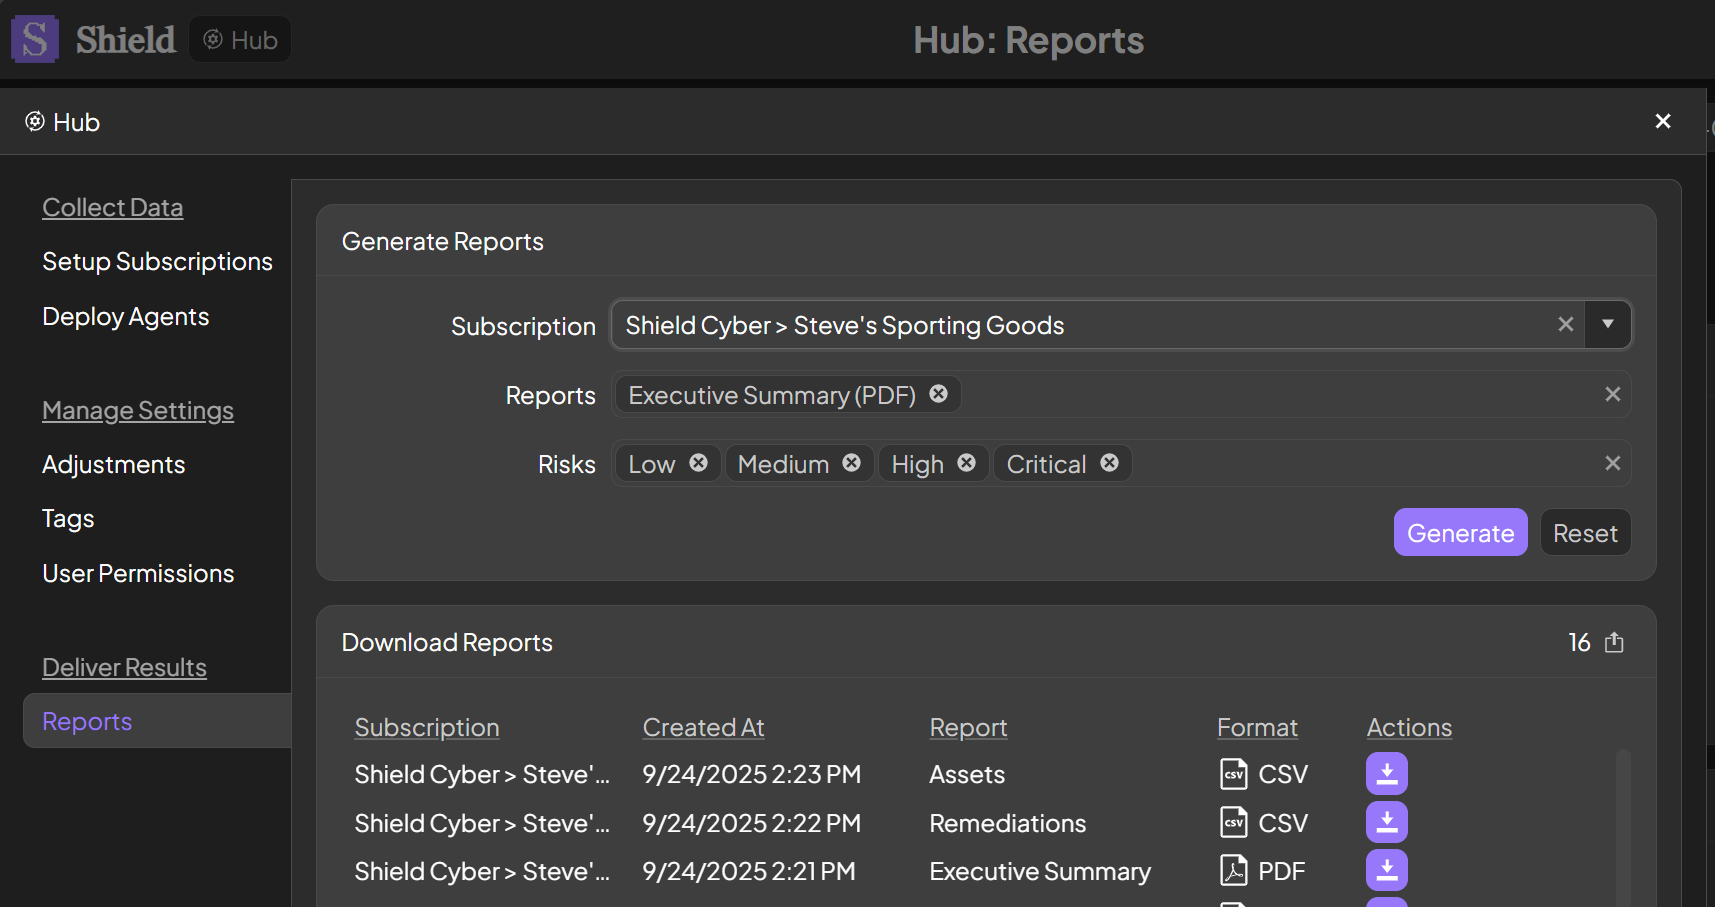 S Shield Hub
Hub: Reports
Hub
Collect Data
Setup Subscriptions
Deploy Agents
Manage Settings
Adjustments
Tags
User Permissions
Deliver Results
Reports
Generate Reports
Subscription Shield Cyber > Steve's Sporting Goods
Reports Executive Summary (PDF)
Risks Low Medium High Critical
Generate Reset
Download Reports 16
Subscription Created At Report Format Actions
Shield Cyber > Steve'... 9/24/2025 2:23 PM Assets CSV CSV
Shield Cyber > Steve'... 9/24/2025 2:22 PM Remediations CSV CSV
Shield Cyber > Steve'... 9/24/2025 2:21 PM Executive Summary PDF